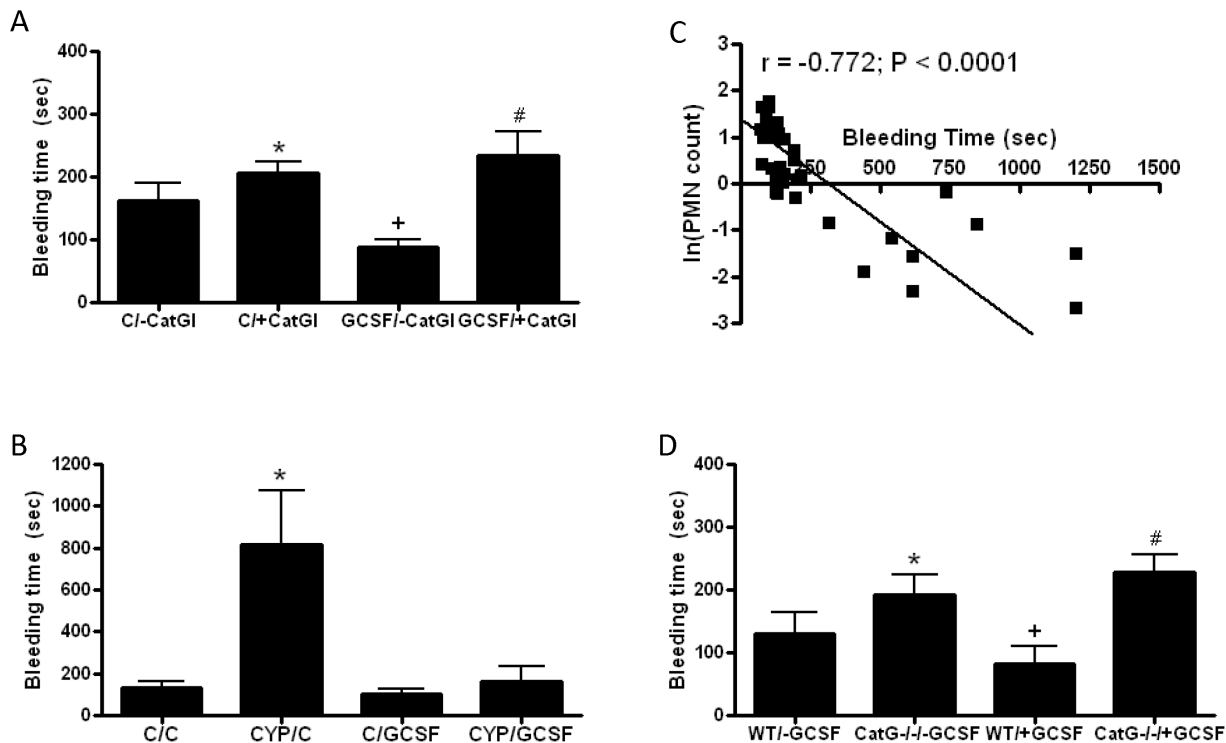 A
Bleeding time (sec)
400
300
200
100
0
*
+
#
C/-CatGI C/+CatGI GCSF/-CatGI GCSF/+CatGI
C
r = -0.772; P < 0.0001
ln(PMN count)
3
2
1
0
-1
-2
-3
Bleeding Time (sec)
250 500 750 1000 1250 1500
B
Bleeding time (sec)
1200
1000
800
600
400
200
0
*
C/C CYP/C C/GCSF CYP/GCSF
D
Bleeding time (sec)
400
300
200
100
0
*
+
#
WT/-GCSF CatG-/-/-GCSF WT/+GCSF CatG-/-/+GCSF